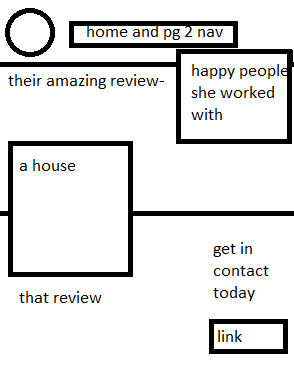 home and pg 2 nav
their amazing review-
happy people
she worked
with
a house
that review
get in
contact
today
link